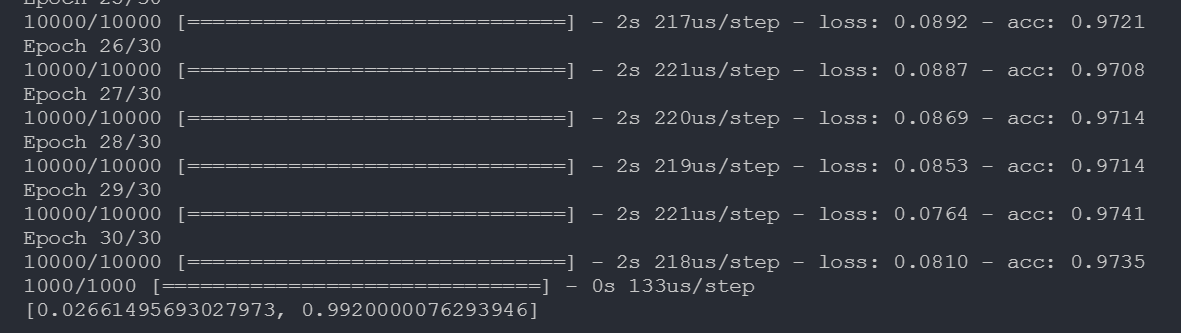 Epoch 25/30
10000/10000 [==============================] - 2s 217us/step - loss: 0.0892 - acc: 0.9721
Epoch 26/30
10000/10000 [==============================] - 2s 221us/step - loss: 0.0887 - acc: 0.9708
Epoch 27/30
10000/10000 [==============================] - 2s 220us/step - loss: 0.0869 - acc: 0.9714
Epoch 28/30
10000/10000 [==============================] - 2s 219us/step - loss: 0.0853 - acc: 0.9714
Epoch 29/30
10000/10000 [==============================] - 2s 221us/step - loss: 0.0764 - acc: 0.9741
Epoch 30/30
10000/10000 [==============================] - 2s 218us/step - loss: 0.0810 - acc: 0.9735
1000/1000 [==============================] - 0s 133us/step
[0.02661495693027973, 0.9920000076293946]